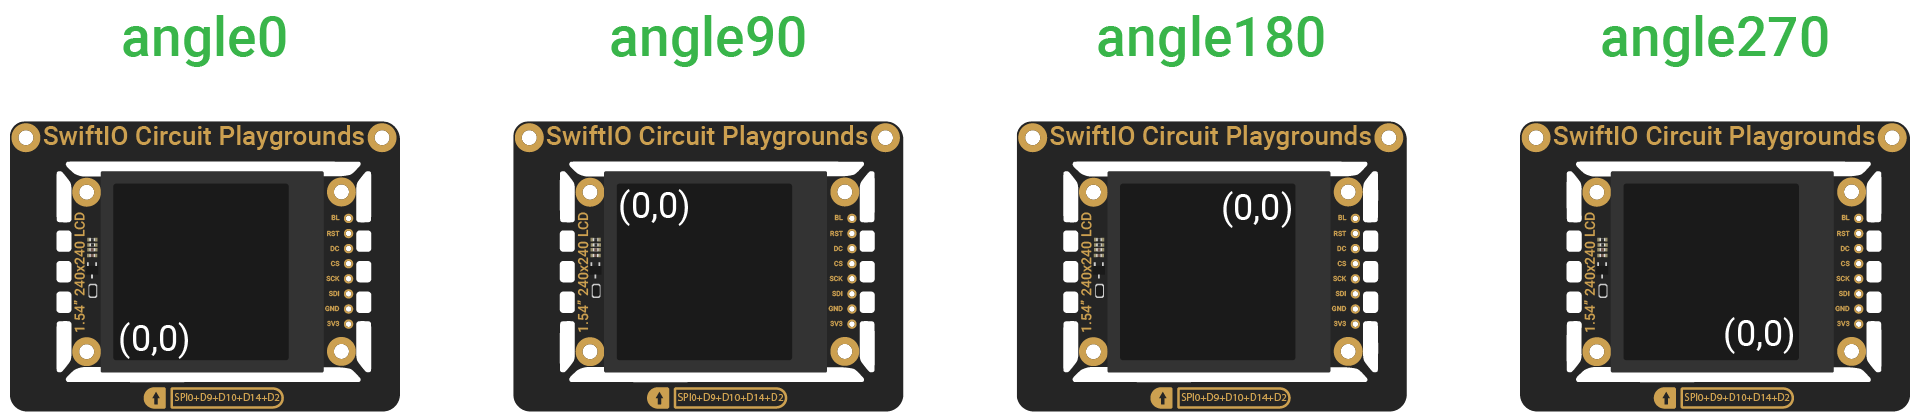 angle0
SwiftIO Circuit Playgrounds
1.54" 240x240 LCD
(0,0)
BL
RST
DC
CS
SCK
SDI
GND
3V3
SPI0+D9+D10+D14+D2
angle90
SwiftIO Circuit Playgrounds
1.54" 240x240 LCD
(0,0)
BL
RST
DC
CS
SCK
SDI
GND
3V3
SPI0+D9+D10+D14+D2
angle180
SwiftIO Circuit Playgrounds
1.54" 240x240 LCD
(0,0)
BL
RST
DC
CS
SCK
SDI
GND
3V3
SPI0+D9+D10+D14+D2
angle270
SwiftIO Circuit Playgrounds
1.54" 240x240 LCD
(0,0)
BL
RST
DC
CS
SCK
SDI
GND
3V3
SPI0+D9+D10+D14+D2